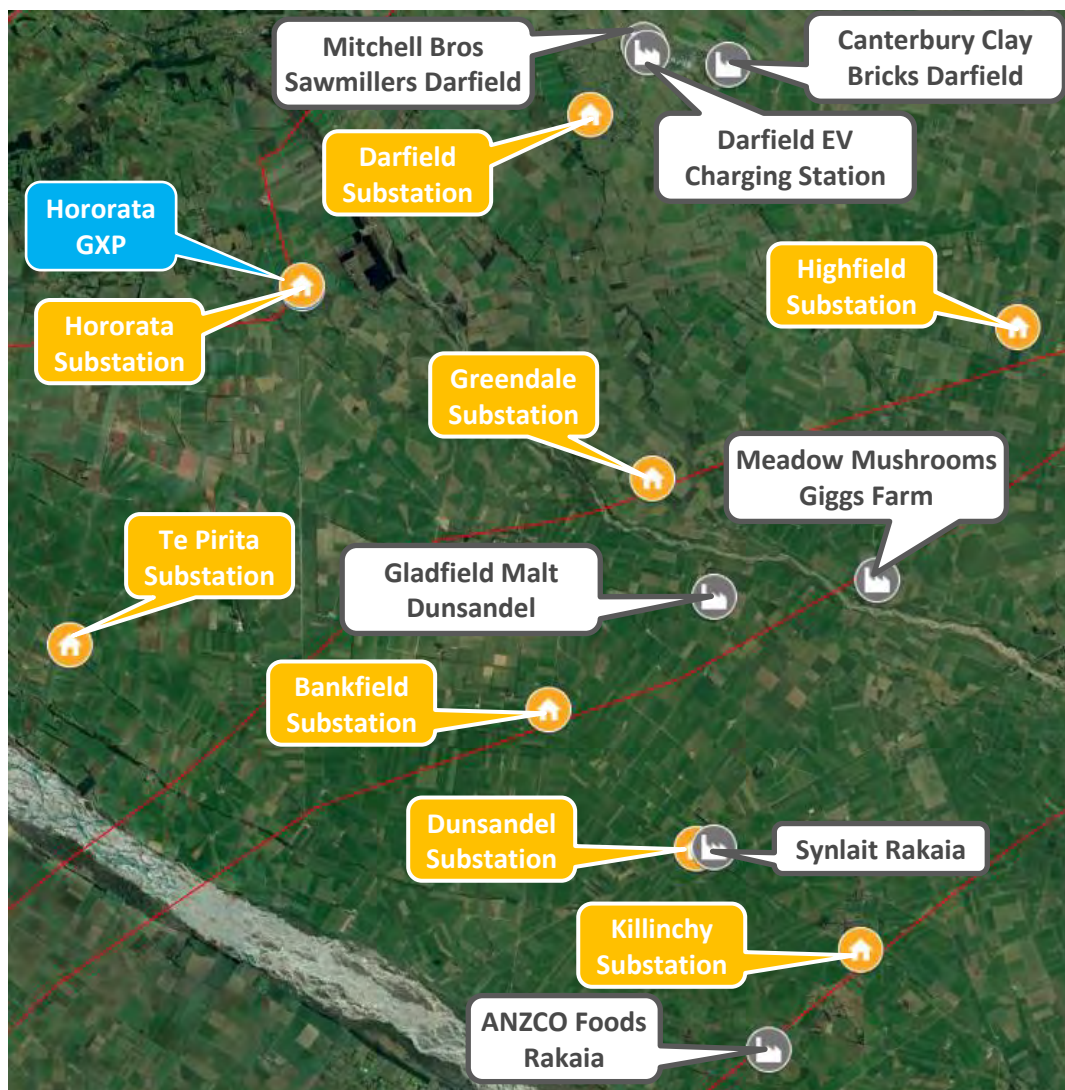 Mitchell Bros
Sawmillers Darfield
Canterbury Clay
Bricks Darfield
Darfield EV
Charging Station
Darfield
Substation
Hororata
GXP
Hororata
Substation
Highfield
Substation
Greendale
Substation
Meadow Mushrooms
Giggs Farm
Te Pirita
Substation
Gladfield Malt
Dunsandel
Bankfield
Substation
Dunsandel
Substation
Synlait Rakaia
Killinchy
Substation
ANZCO Foods
Rakaia